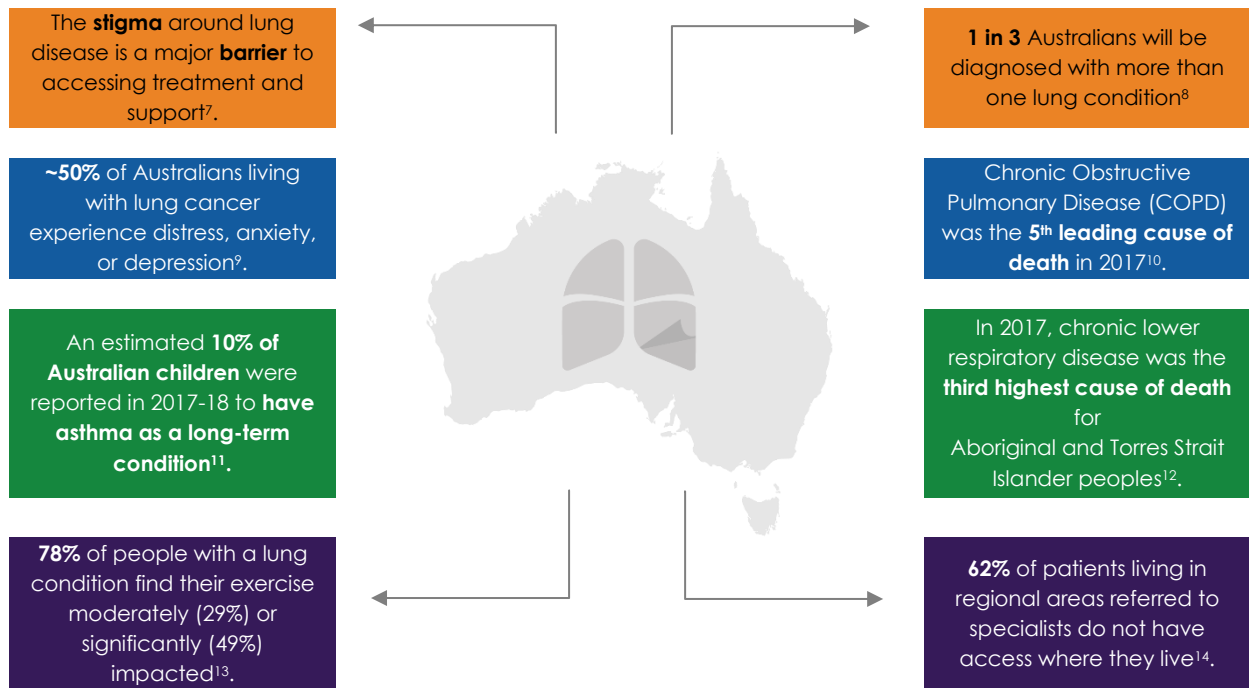 The stigma around lung
disease is a major barrier to
accessing treatment and
support⁷.
1 in 3 Australians will be
diagnosed with more than
one lung condition⁸
~50% of Australians living
with lung cancer
experience distress, anxiety,
or depression⁹.
Chronic Obstructive
Pulmonary Disease (COPD)
was the 5ᵗʰ leading cause of
death in 2017¹⁰.
An estimated 10% of
Australian children were
reported in 2017-18 to have
asthma as a long-term
condition¹¹.
In 2017, chronic lower
respiratory disease was the
third highest cause of death
for
Aboriginal and Torres Strait
Islander peoples¹².
78% of people with a lung
condition find their exercise
moderately (29%) or
significantly (49%)
impacted¹³.
62% of patients living in
regional areas referred to
specialists do not have
access where they live¹⁴.